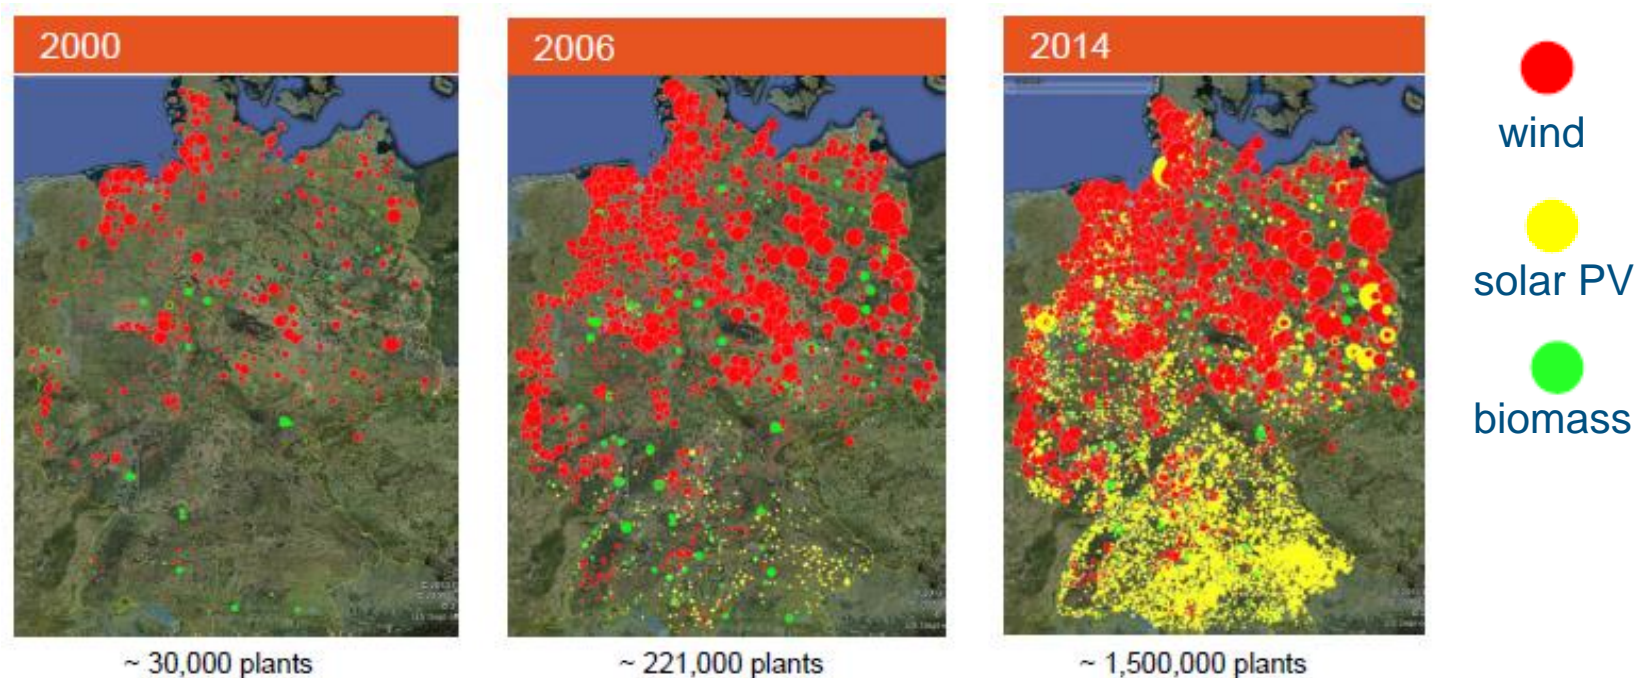 2000
2006
2014
wind
solar PV
biomass
~ 30,000 plants
~ 221,000 plants
~ 1,500,000 plants